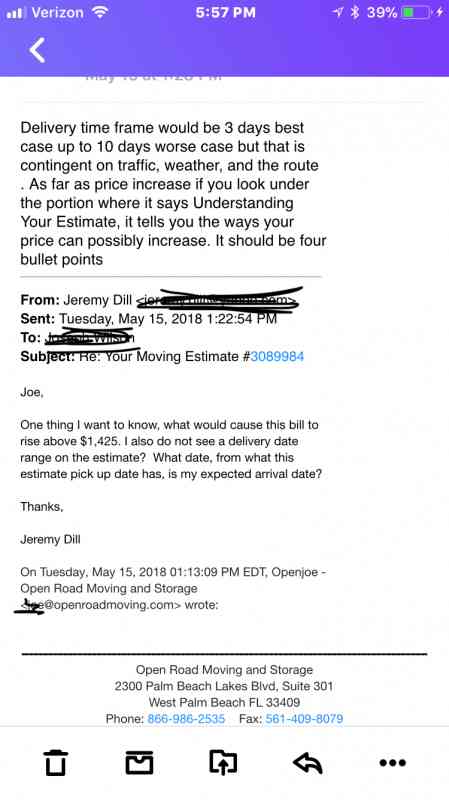 Verizon 5:57 PM 39%
Delivery time frame would be 3 days best
case up to 10 days worse case but that is
contingent on traffic, weather, and the route
. As far as price increase if you look under
the portion where it says Understanding
Your Estimate, it tells you the ways your
price can possibly increase. It should be four
bullet points
From: Jeremy Dill
Sent: Tuesday, May 15, 2018 1:22:54 PM
To:
Subject: Re: Your Moving Estimate #3089984
Joe,
One thing I want to know, what would cause this bill to
rise above $1,425. I also do not see a delivery date
range on the estimate? What date, from what this
estimate pick up date has, is my expected arrival date?
Thanks,
Jeremy Dill
On Tuesday, May 15, 2018 01:13:09 PM EDT, Openjoe -
Open Road Moving and Storage
@openroadmoving.com> wrote:
Open Road Moving and Storage
2300 Palm Beach Lakes Blvd, Suite 301
West Palm Beach FL 33409
Phone: 866-986-2535 Fax: 561-409-8079